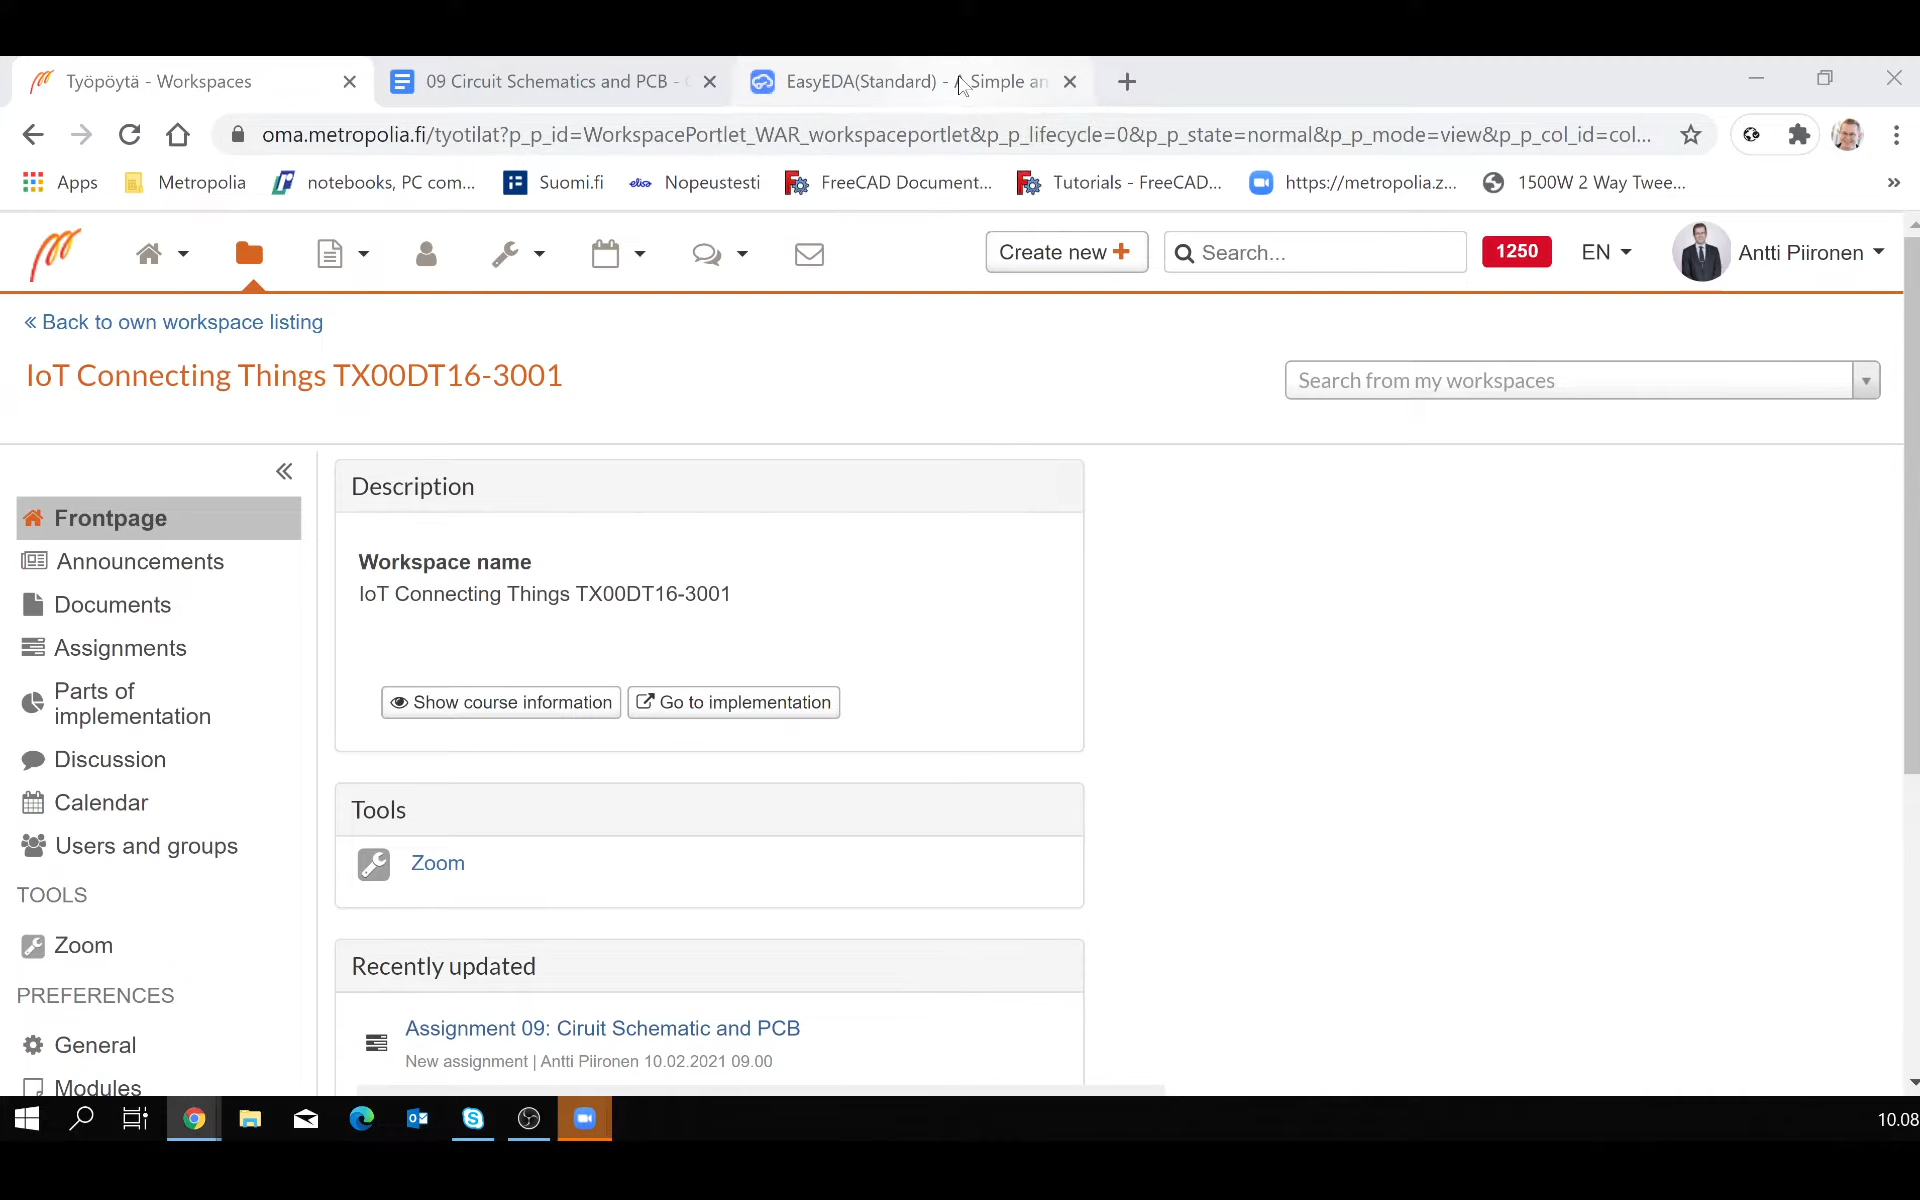 Työpöytä - Workspaces
09 Circuit Schematics and PCB -
EasyEDA(Standard) - A Simple an
oma.metropolia.fi/tyotilat?p_p_id=WorkspacePortlet_WAR_workspaceportlet&p_p_lifecycle=0&p_p_state=normal&p_p_mode=view&p_p_col_id=col...
Apps
Metropolia
notebooks, PC com...
Suomi.fi
elisa
Nopeustesti
FreeCAD Document...
Tutorials - FreeCAD...
https://metropolia.z...
1500W 2 Way Twee...
»
Create new +
Search...
1250
EN
Antti Piironen
« Back to own workspace listing
IoT Connecting Things TX00DT16-3001
Search from my workspaces
Frontpage
Announcements
Documents
Assignments
Parts of
implementation
Discussion
Calendar
Users and groups
TOOLS
Zoom
PREFERENCES
General
Modules
Description
Workspace name
IoT Connecting Things TX00DT16-3001
Show course information
Go to implementation
Tools
Zoom
Recently updated
Assignment 09: Ciruit Schematic and PCB
New assignment | Antti Piironen 10.02.2021 09.00
10.08